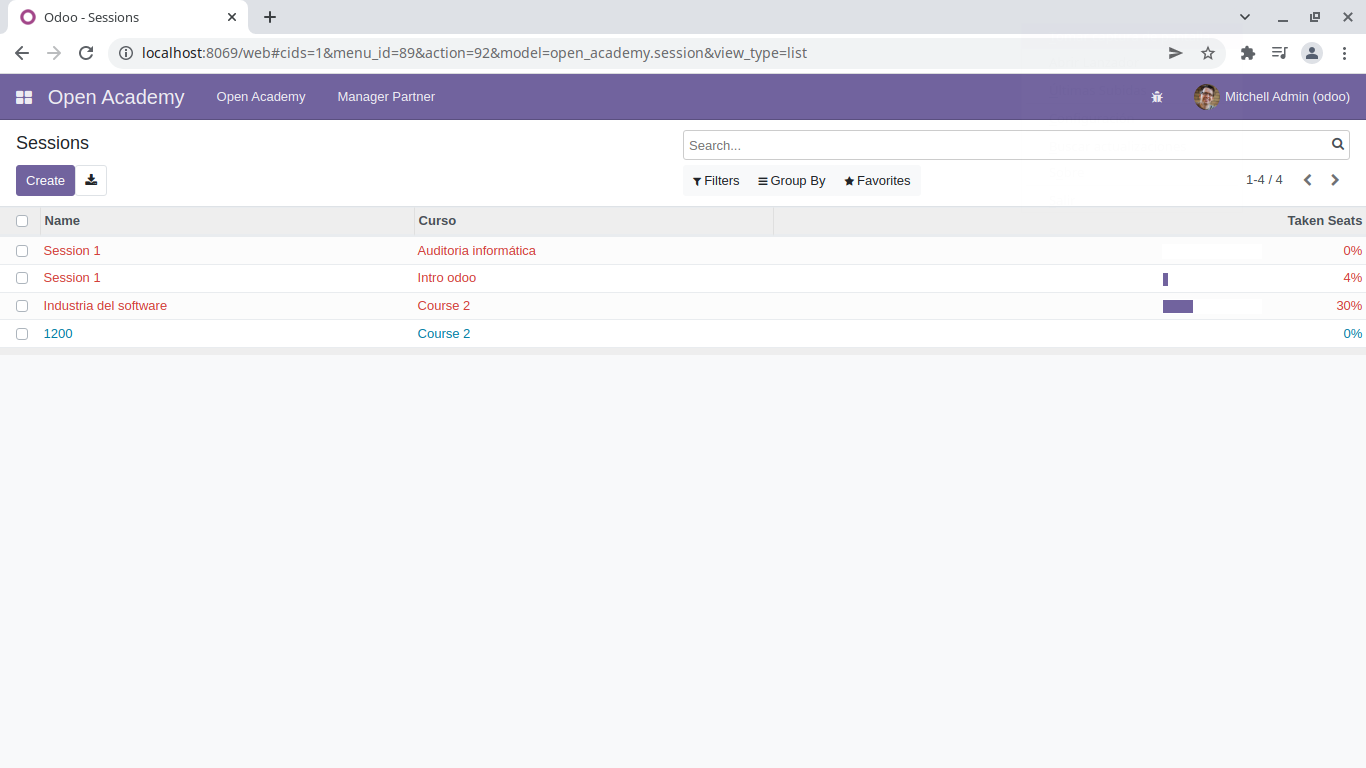 Odoo - Sessions
localhost:8069/web#cids=1&menu_id=89&action=92&model=open_academy.session&view_type=list
Open Academy Open Academy Manager Partner Mitchell Admin (odoo)
Sessions
Search...
Create
Filters Group By Favorites 1-4 / 4
Name Curso Taken Seats
Session 1 Auditoria informática 0%
Session 1 Intro odoo 4%
Industria del software Course 2 30%
1200 Course 2 0%